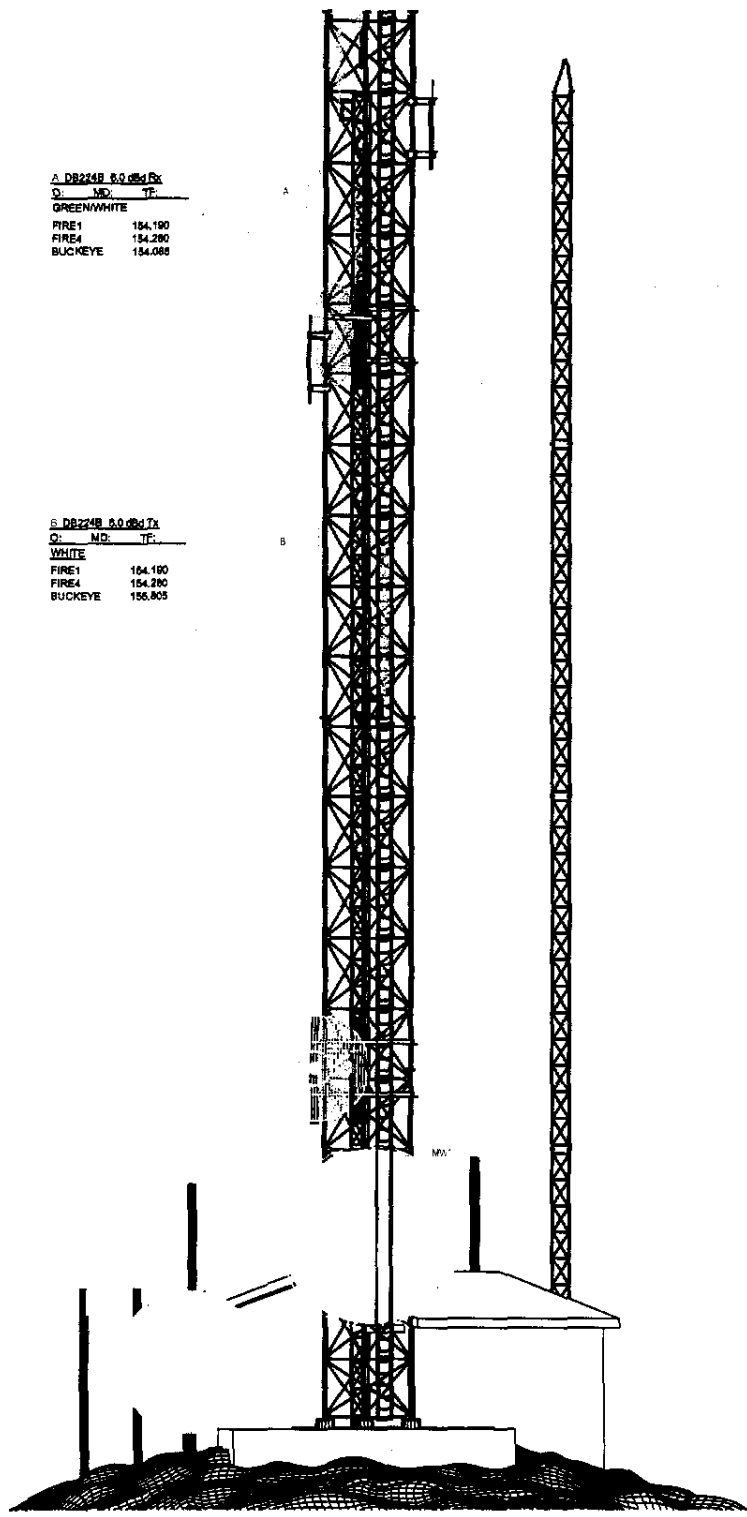 A DB224B 6.0 dBd Rx
O: MD: TF:
GREEN/WHITE
FIRE1 154.190
FIRE4 154.280
BUCKEYE 154.085
A
B DB224B 6.0 dBd Tx
O: MD: TF:
WHITE
FIRE1 154.190
FIRE4 154.280
BUCKEYE 155.805
B
MW1